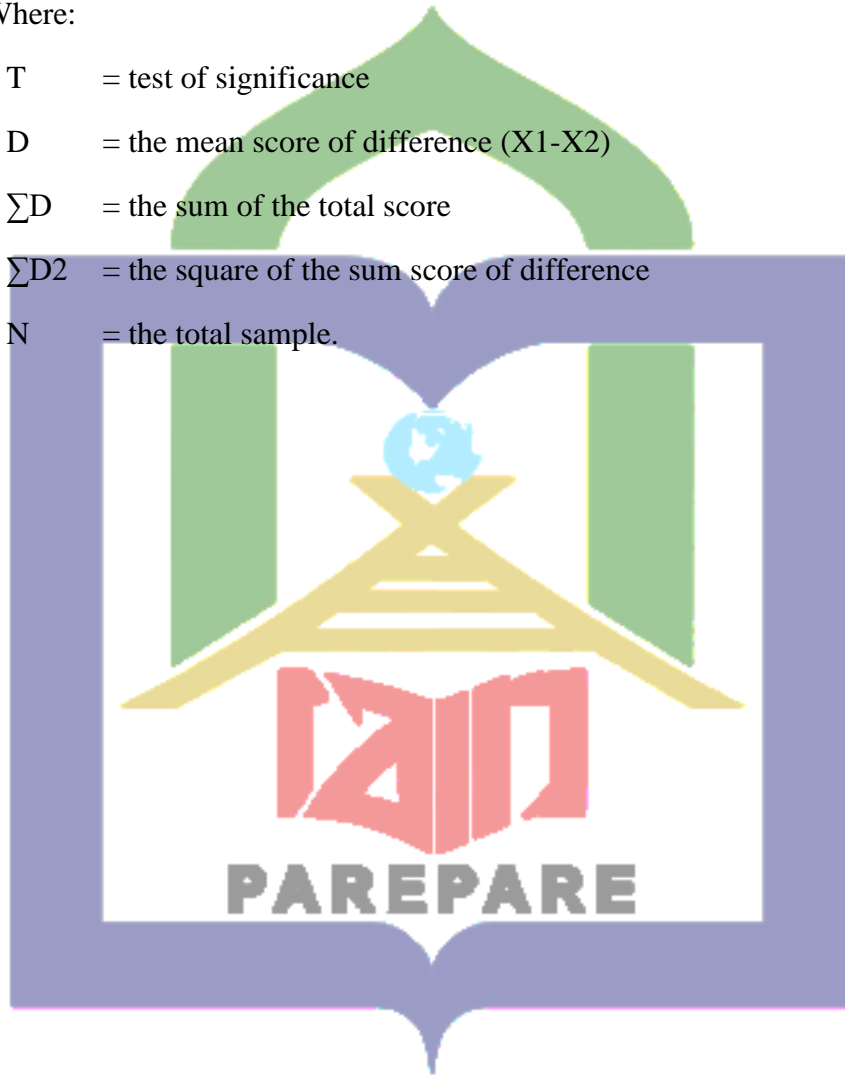 Where:
T = test of significance
D = the mean score of difference (X1-X2)
∑D = the sum of the total score
∑D2 = the square of the sum score of difference
N = the total sample.
iain
PAREPARE